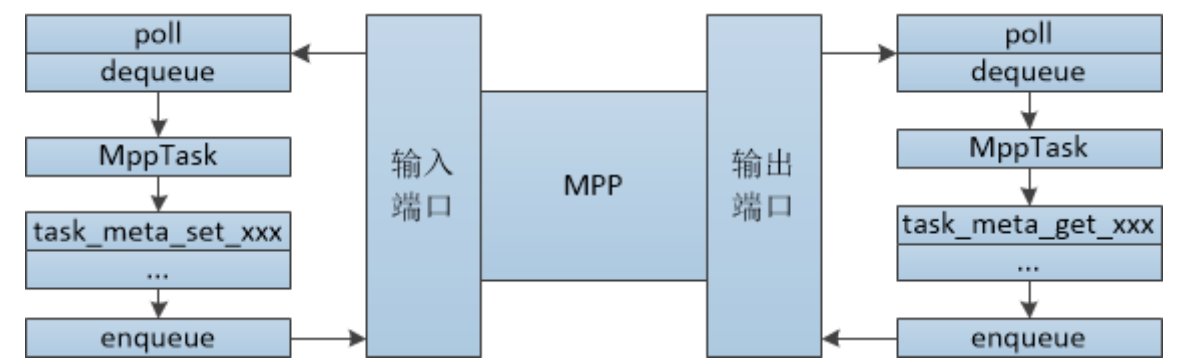 poll
dequeue
MppTask
task_meta_set_xxx
...
enqueue
输入
端口
MPP
输出
端口
poll
dequeue
MppTask
task_meta_get_xxx
...
enqueue